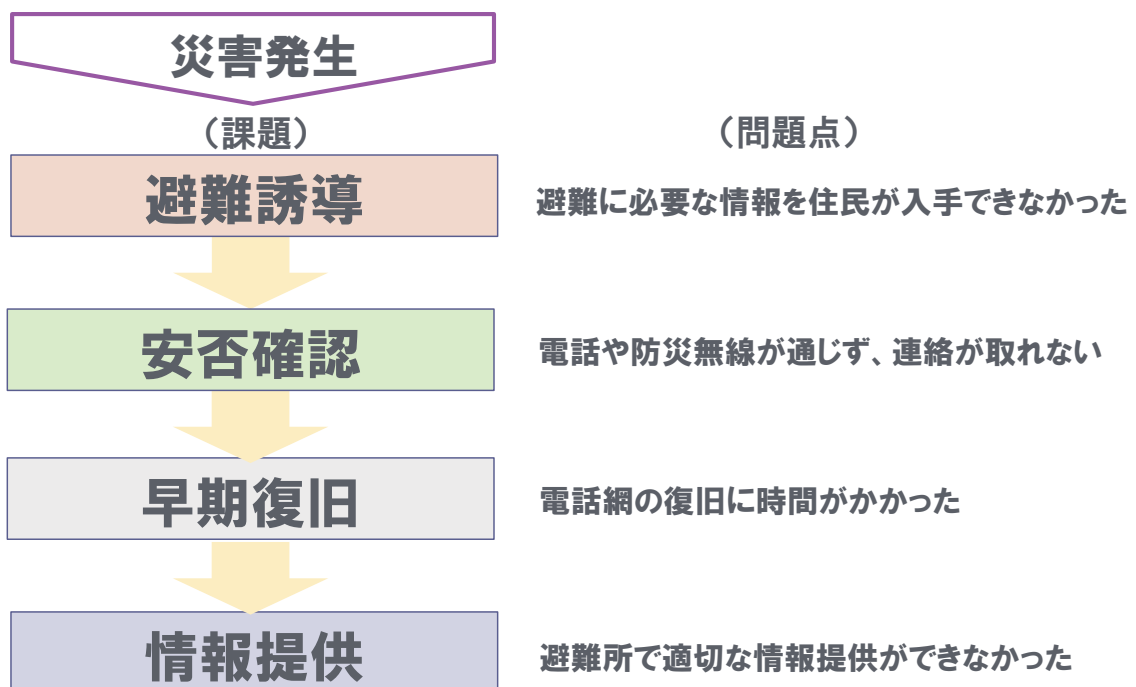 災害発生
（課題）
（問題点）
避難誘導
避難に必要な情報を住民が入手できなかった
安否確認
電話や防災無線が通じず、連絡が取れない
早期復旧
電話網の復旧に時間がかかった
情報提供
避難所で適切な情報提供ができなかった